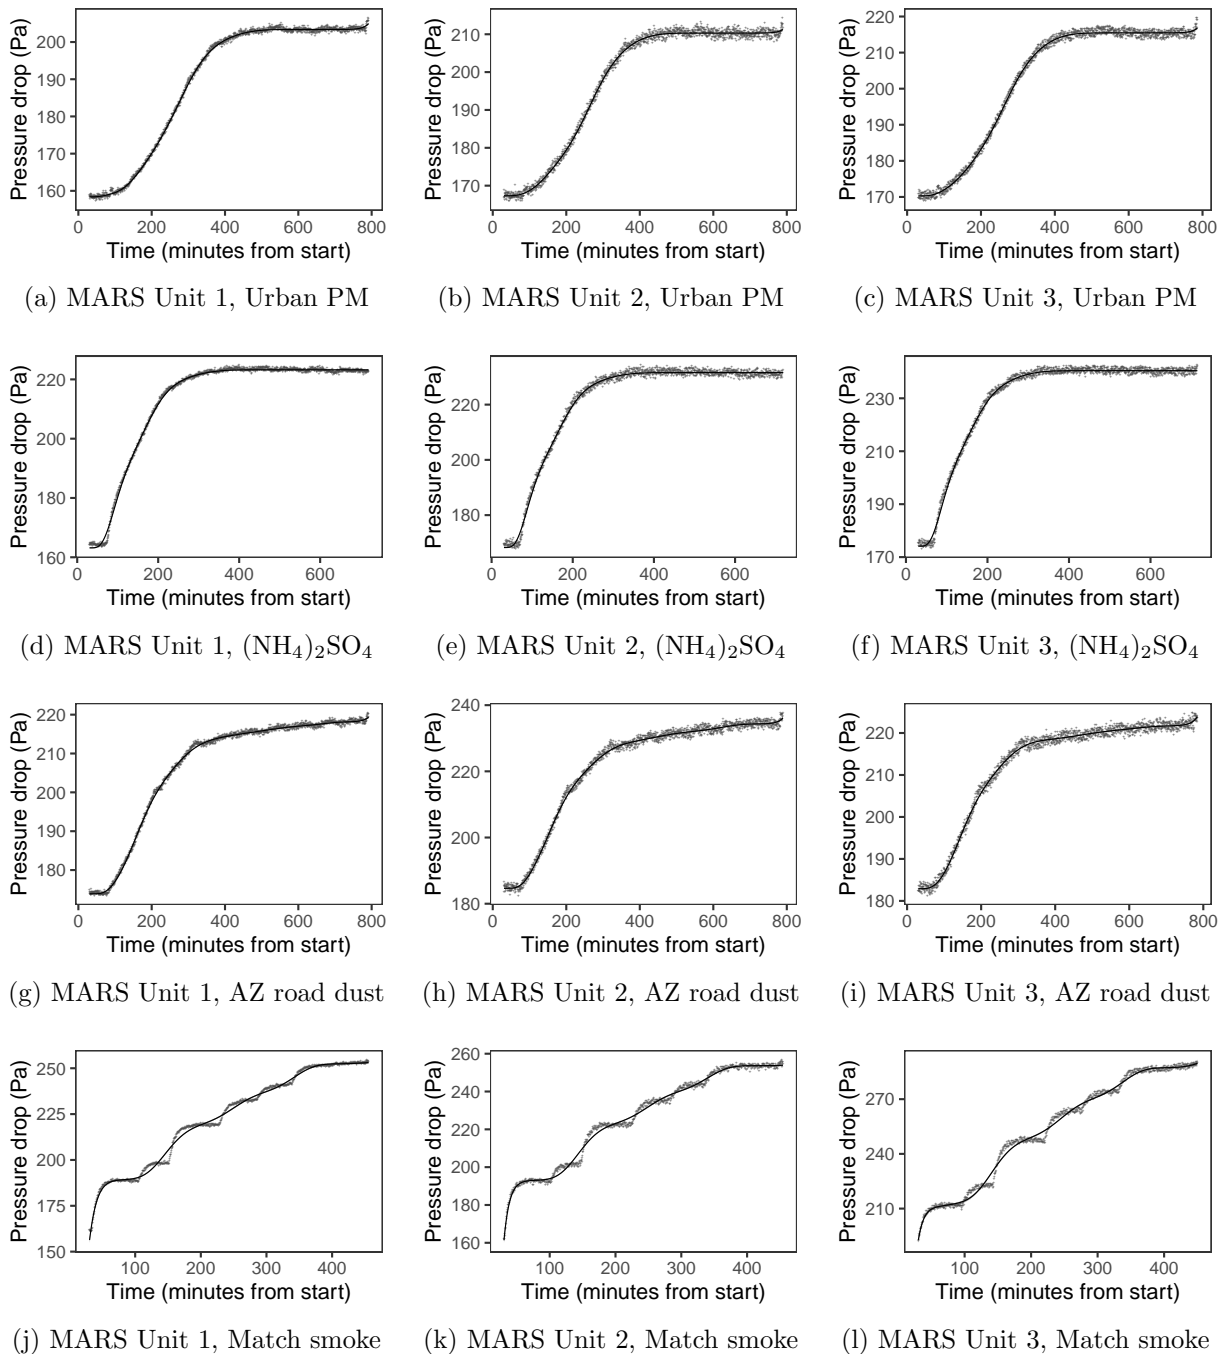 Pressure drop (Pa)
200
190
180
170
160
0 200 400 600 800
Time (minutes from start)
(a) MARS Unit 1, Urban PM
Pressure drop (Pa)
210
200
190
180
170
0 200 400 600 800
Time (minutes from start)
(b) MARS Unit 2, Urban PM
Pressure drop (Pa)
220
210
200
190
180
170
0 200 400 600 800
Time (minutes from start)
(c) MARS Unit 3, Urban PM
Pressure drop (Pa)
220
200
180
160
0 200 400 600
Time (minutes from start)
(d) MARS Unit 1, (NH₄)₂SO₄
Pressure drop (Pa)
220
200
180
0 200 400 600
Time (minutes from start)
(e) MARS Unit 2, (NH₄)₂SO₄
Pressure drop (Pa)
230
210
190
170
0 200 400 600
Time (minutes from start)
(f) MARS Unit 3, (NH₄)₂SO₄
Pressure drop (Pa)
220
210
200
190
180
0 200 400 600 800
Time (minutes from start)
(g) MARS Unit 1, AZ road dust
Pressure drop (Pa)
240
220
200
180
0 200 400 600 800
Time (minutes from start)
(h) MARS Unit 2, AZ road dust
Pressure drop (Pa)
220
210
200
190
180
0 200 400 600 800
Time (minutes from start)
(i) MARS Unit 3, AZ road dust
Pressure drop (Pa)
250
225
200
175
150
100 200 300 400
Time (minutes from start)
(j) MARS Unit 1, Match smoke
Pressure drop (Pa)
260
240
220
200
180
160
100 200 300 400
Time (minutes from start)
(k) MARS Unit 2, Match smoke
Pressure drop (Pa)
270
240
210
100 200 300 400
Time (minutes from start)
(l) MARS Unit 3, Match smoke